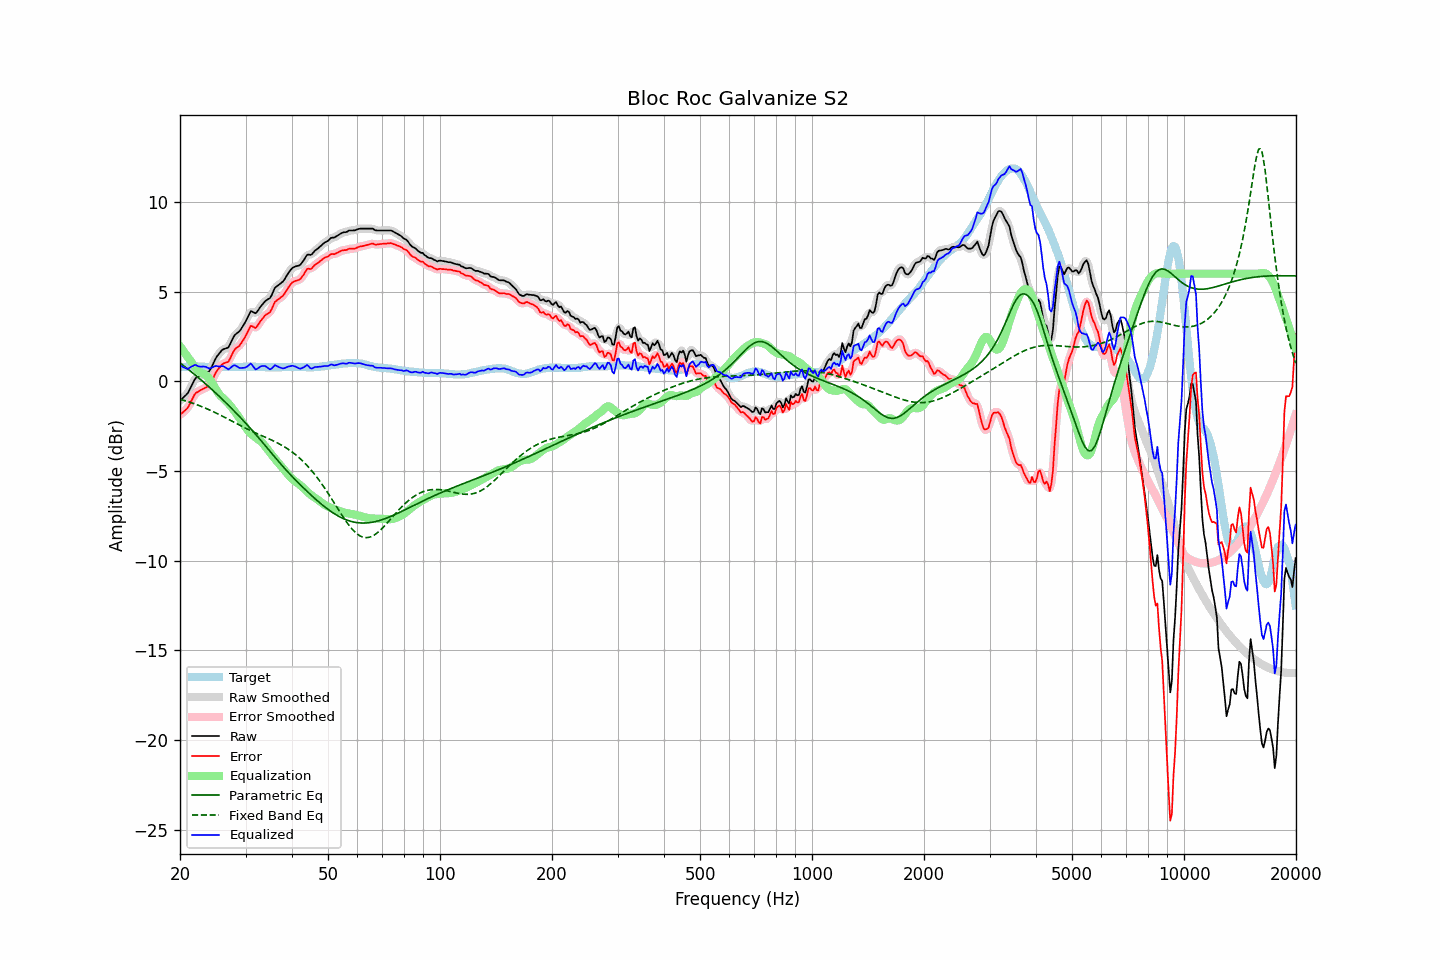 Bloc Roc Galvanize S2
Amplitude (dBr)
10
5
0
−5
−10
−15
−20
−25
Target
Raw Smoothed
Error Smoothed
Raw
Error
Equalization
Parametric Eq
Fixed Band Eq
Equalized
20 50 100 200 500 1000 2000 5000 10000 20000
Frequency (Hz)